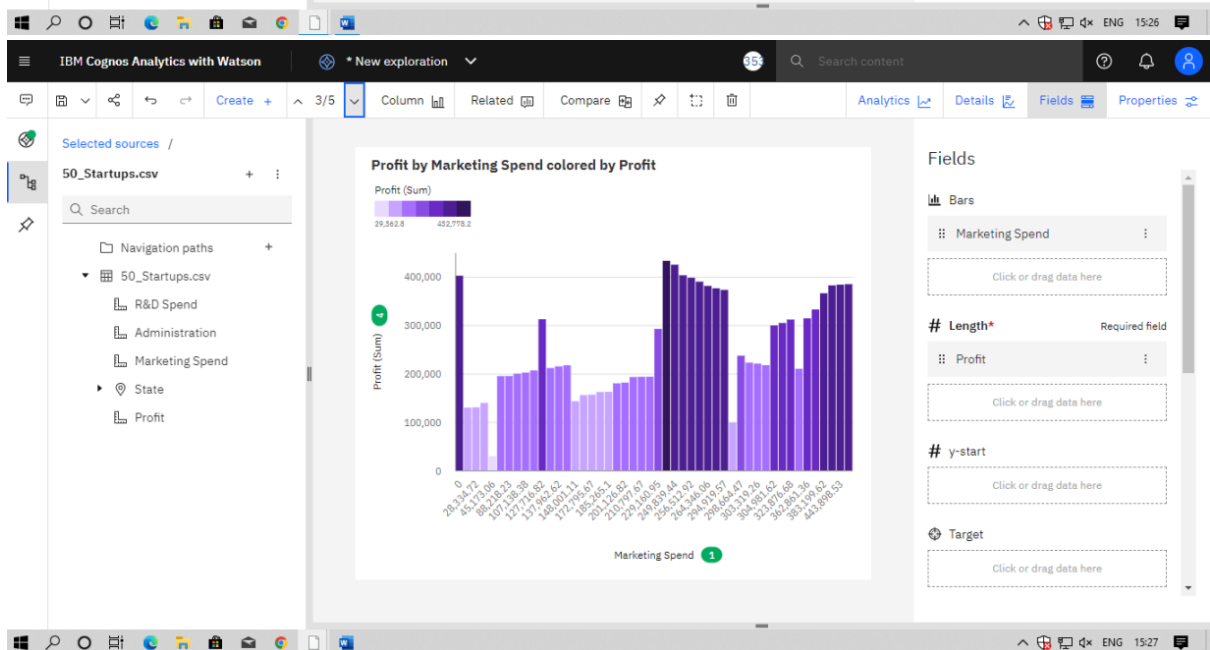 ENG 15:26
IBM Cognos Analytics with Watson
* New exploration
353
Search content
Create +
3/5
Column
Related
Compare
Analytics
Details
Fields
Properties
Selected sources /
50_Startups.csv
Search
Navigation paths
50_Startups.csv
R&D Spend
Administration
Marketing Spend
State
Profit
Profit by Marketing Spend colored by Profit
Profit (Sum)
29,562.8 452,778.2
400,000
300,000
200,000
100,000
0
Profit (Sum)
4
0
28,334.72
45,173.06
88,218.23
107,138.38
127,716.82
137,962.62
148,001.11
172,795.67
185,265.1
201,126.82
210,797.67
229,160.95
249,839.44
256,512.92
264,346.06
294,919.57
298,664.47
303,319.26
304,981.62
323,876.68
362,861.36
383,199.62
443,898.53
Marketing Spend 1
Fields
Bars
Marketing Spend
Click or drag data here
# Length* Required field
Profit
Click or drag data here
# y-start
Click or drag data here
Target
Click or drag data here
ENG 15:27